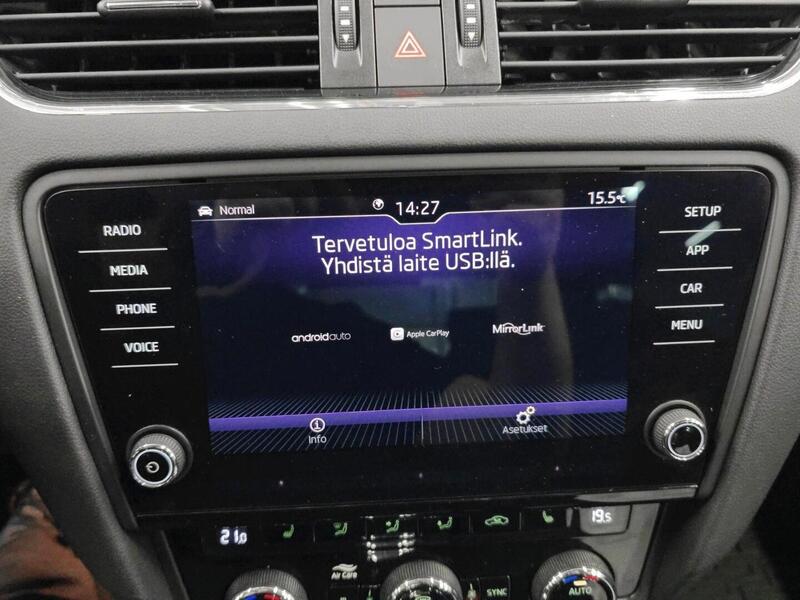 Normal
14:27
15.5°C
Tervetuloa SmartLink.
Yhdistä laite USB:llä.
androidauto
Apple CarPlay
MirrorLink
Info
Asetukset
RADIO
MEDIA
PHONE
VOICE
SETUP
APP
CAR
MENU
21.0
19.5
Air Care
SYNC
AUTO